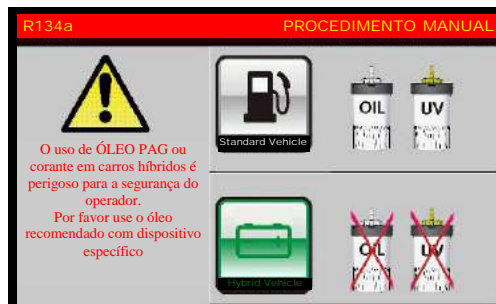 R134a PROCEDIMENTO MANUAL
O uso de ÓLEO PAG ou
corante em carros híbridos é
perigoso para a segurança do
operador.
Por favor use o óleo
recomendado com dispositivo
específico
Standard Vehicle
OIL UV
Hybrid Vehicle
OIL UV